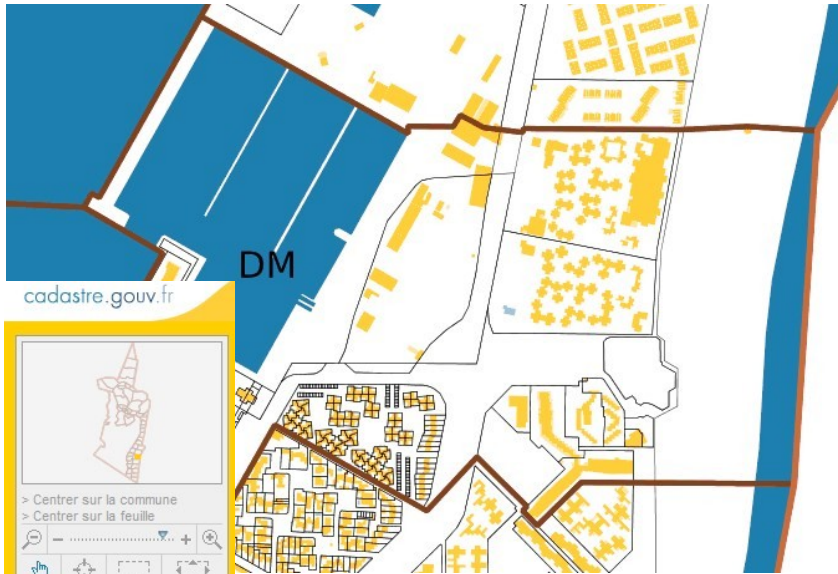 DM
cadastre.gouv.fr
> Centrer sur la commune
> Centrer sur la feuille
- +